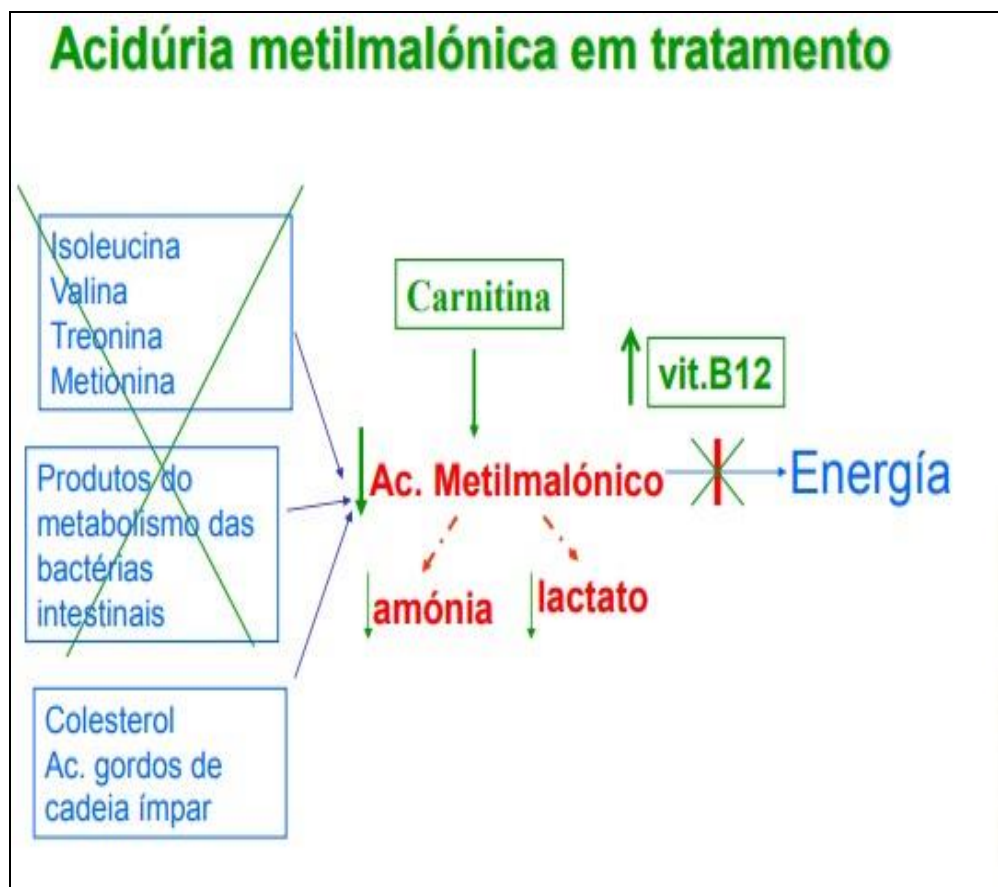 Acidúria metilmalónica em tratamento
Isoleucina
Valina
Treonina
Metionina
Produtos do
metabolismo das
bactérias
intestinais
Colesterol
Ac. gordos de
cadeia ímpar
Carnitina
vit.B12
Ac. Metilmalónico
Energía
amónia
lactato